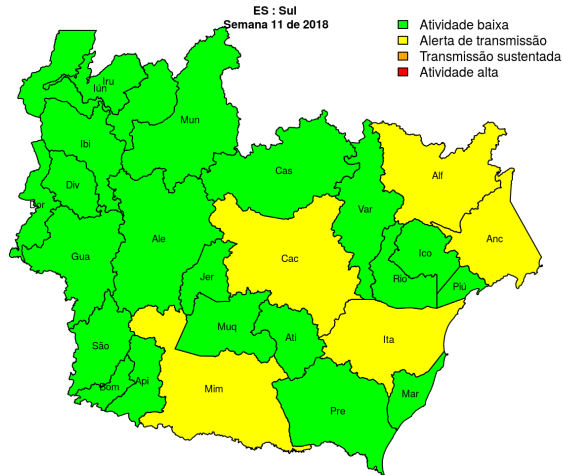 ES : Sul
Semana 11 de 2018
Atividade baixa
Alerta de transmissão
Transmissão sustentada
Atividade alta
Iru
Iún
Mun
Ibi
Cas
Alf
Div
Dor
Var
Ale
Anc
Gua
Ico
Cac
Jer
Rio
Piú
Muq
Ati
Ita
São
Api
Bom
Mim
Mar
Pre